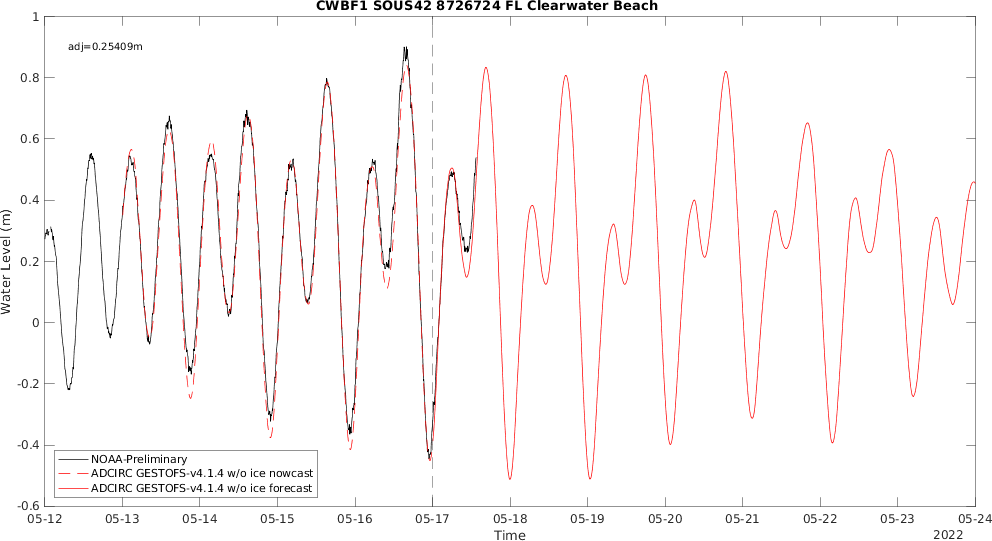 CWBF1 SOUS42 8726724 FL Clearwater Beach
adj=0.25409m
1
0.8
0.6
0.4
0.2
0
-0.2
-0.4
-0.6
Water Level (m)
NOAA-Preliminary
ADCIRC GESTOFS-v4.1.4 w/o ice nowcast
ADCIRC GESTOFS-v4.1.4 w/o ice forecast
05-12 05-13 05-14 05-15 05-16 05-17 05-18 05-19 05-20 05-21 05-22 05-23 05-24
Time
2022